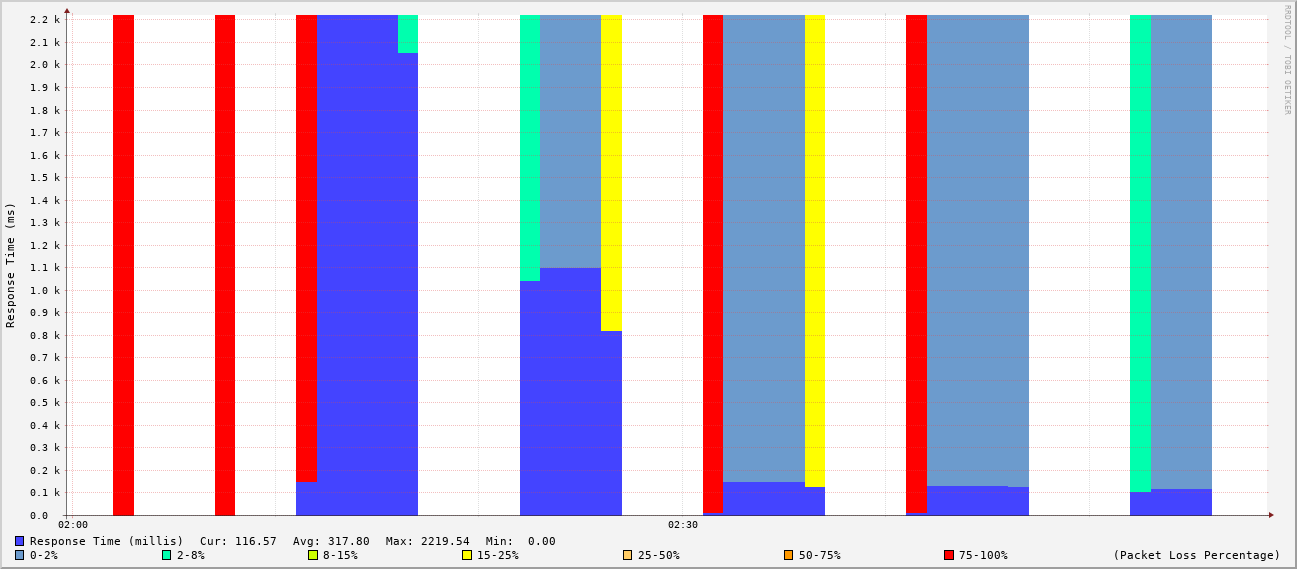 RRDTOOL / TOBI OETIKER
Response Time (ms)
2.2 k
2.1 k
2.0 k
1.9 k
1.8 k
1.7 k
1.6 k
1.5 k
1.4 k
1.3 k
1.2 k
1.1 k
1.0 k
0.9 k
0.8 k
0.7 k
0.6 k
0.5 k
0.4 k
0.3 k
0.2 k
0.1 k
0.0
02:00 02:30
Response Time (millis) Cur: 116.57 Avg: 317.80 Max: 2219.54 Min: 0.00
0-2% 2-8% 8-15% 15-25% 25-50% 50-75% 75-100% (Packet Loss Percentage)